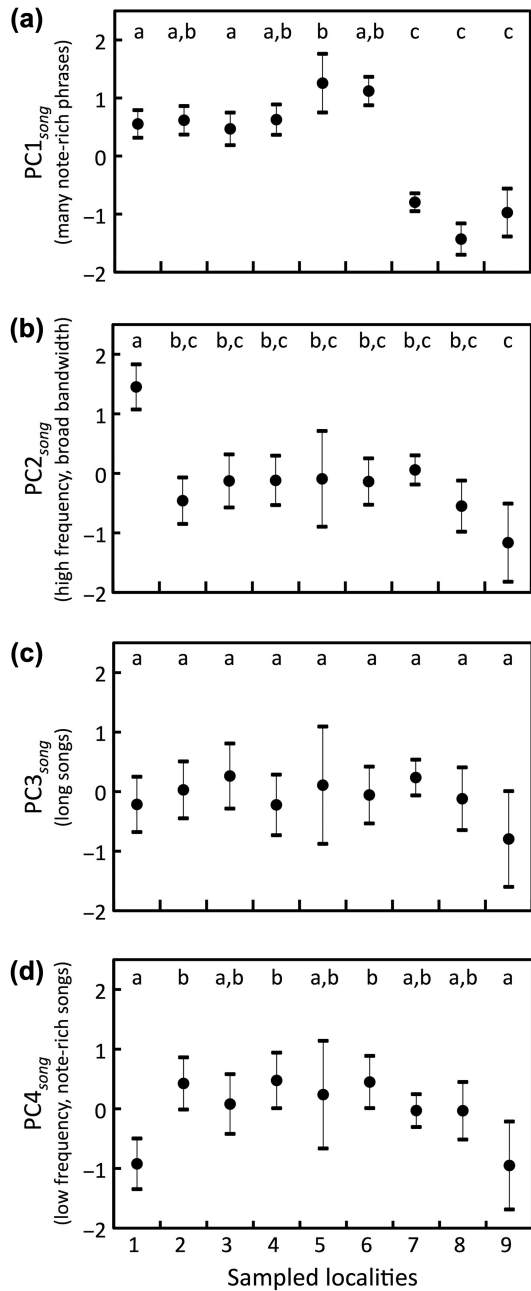 (a)
a a,b a a,b b a,b c c c
2
1
0
−1
−2
PC1song
(many note-rich phrases)
(b)
a b,c b,c b,c b,c b,c b,c b,c c
2
1
0
−1
−2
PC2song
(high frequency, broad bandwidth)
(c)
a a a a a a a a a
2
1
0
−1
−2
PC3song
(long songs)
(d)
a b a,b b a,b b a,b a,b a
2
1
0
−1
−2
PC4song
(low frequency, note-rich songs)
1 2 3 4 5 6 7 8 9
Sampled localities